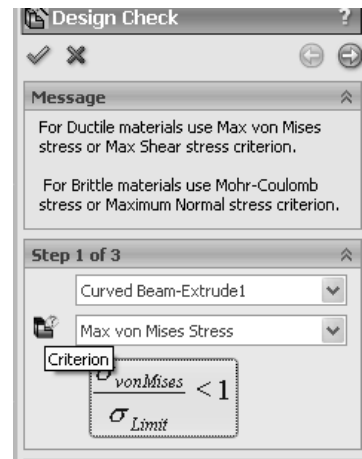 Design Check
?
Message
For Ductile materials use Max von Mises
stress or Max Shear stress criterion.
For Brittle materials use Mohr-Coulomb
stress or Maximum Normal stress criterion.
Step 1 of 3
Curved Beam-Extrude1
Max von Mises Stress
Criterion
σ vonMises
< 1
σ Limit